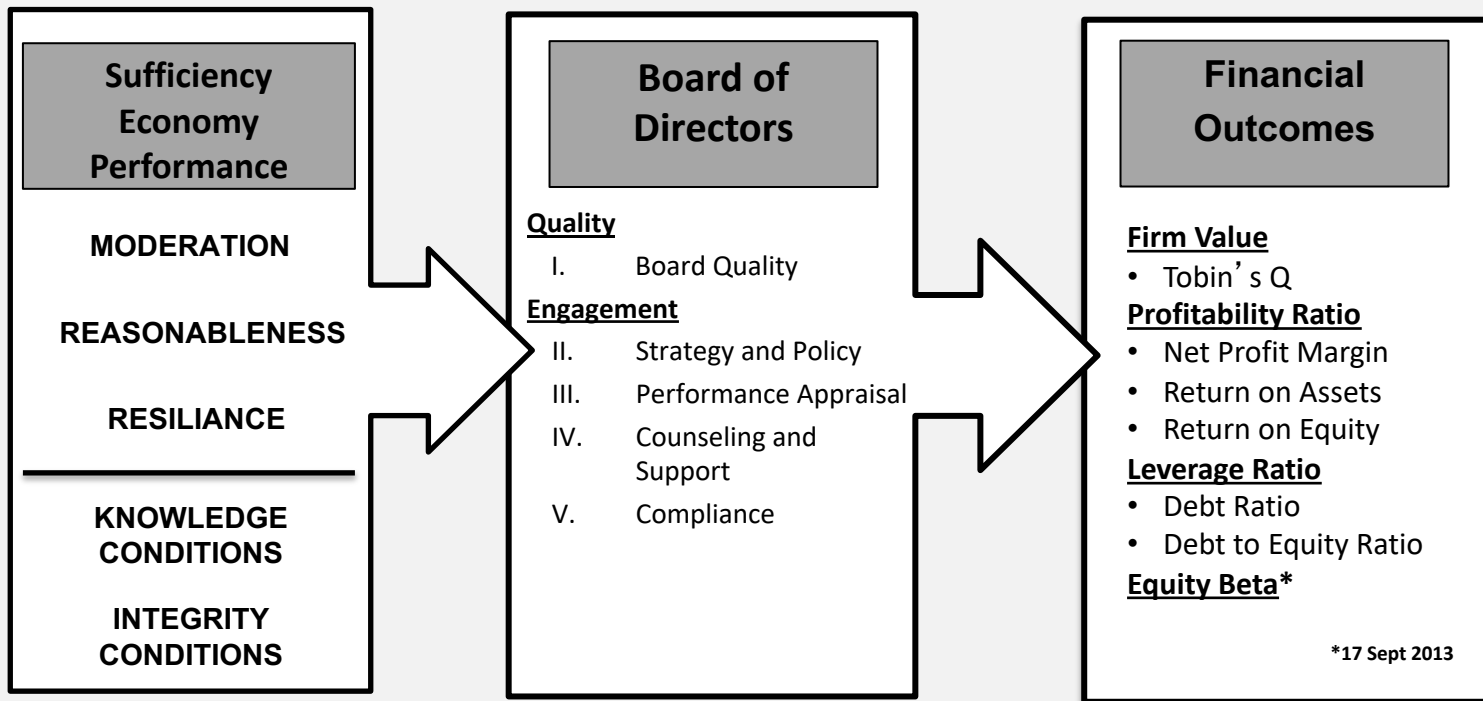 Sufficiency
Economy
Performance
MODERATION
REASONABLENESS
RESILIANCE
KNOWLEDGE
CONDITIONS
INTEGRITY
CONDITIONS
Board of
Directors
Quality
I. Board Quality
Engagement
II. Strategy and Policy
III. Performance Appraisal
IV. Counseling and
Support
V. Compliance
Financial
Outcomes
Firm Value
• Tobin’s Q
Profitability Ratio
• Net Profit Margin
• Return on Assets
• Return on Equity
Leverage Ratio
• Debt Ratio
• Debt to Equity Ratio
Equity Beta*
*17 Sept 2013